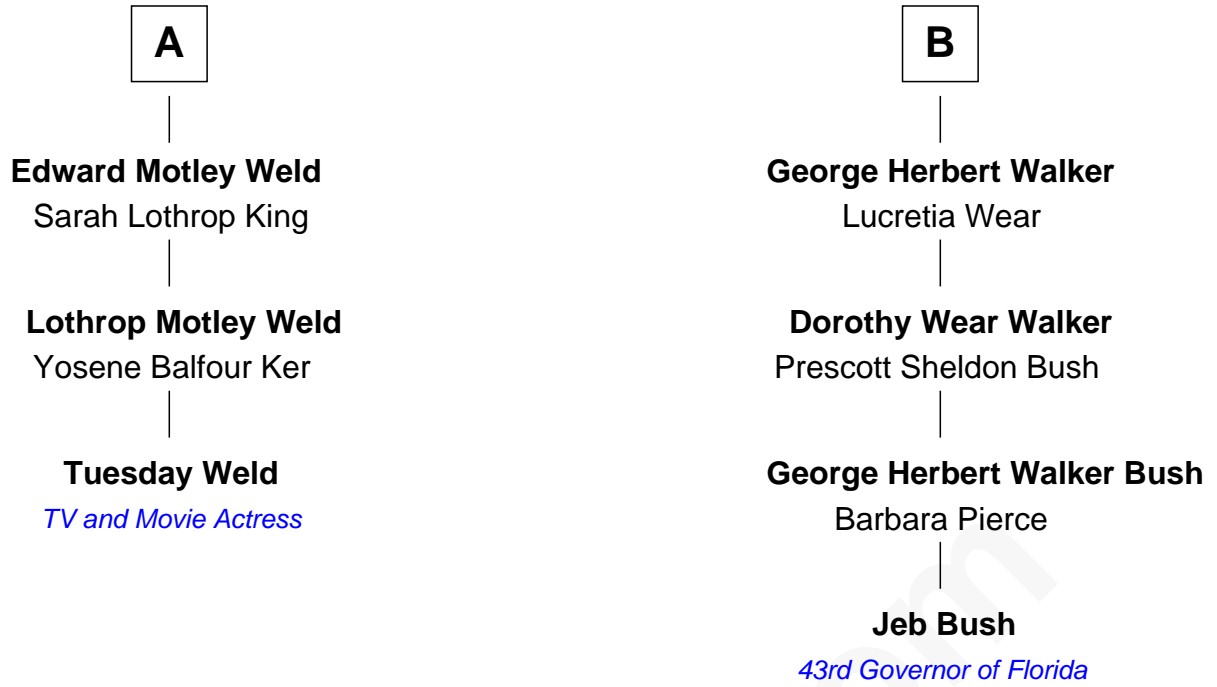 A
Edward Motley Weld
Sarah Lothrop King
Lothrop Motley Weld
Yosene Balfour Ker
Tuesday Weld
TV and Movie Actress
B
George Herbert Walker
Lucretia Wear
Dorothy Wear Walker
Prescott Sheldon Bush
George Herbert Walker Bush
Barbara Pierce
Jeb Bush
43rd Governor of Florida